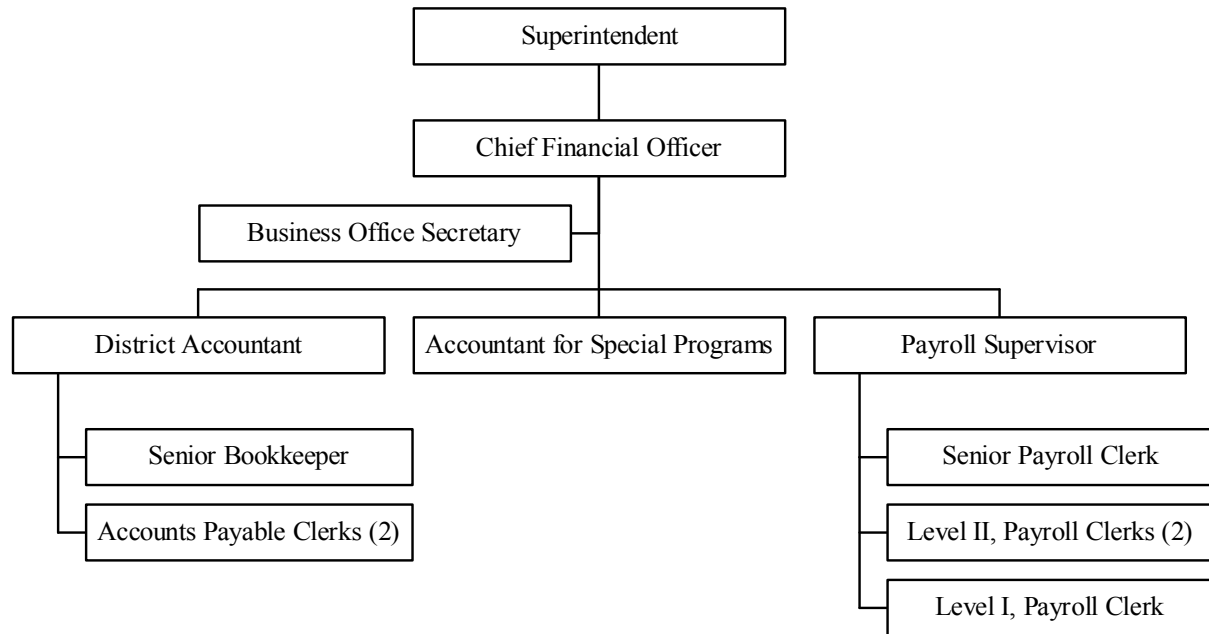 Superintendent
Chief Financial Officer
Business Office Secretary
District Accountant
Accountant for Special Programs
Payroll Supervisor
Senior Bookkeeper
Senior Payroll Clerk
Accounts Payable Clerks (2)
Level II, Payroll Clerks (2)
Level I, Payroll Clerk